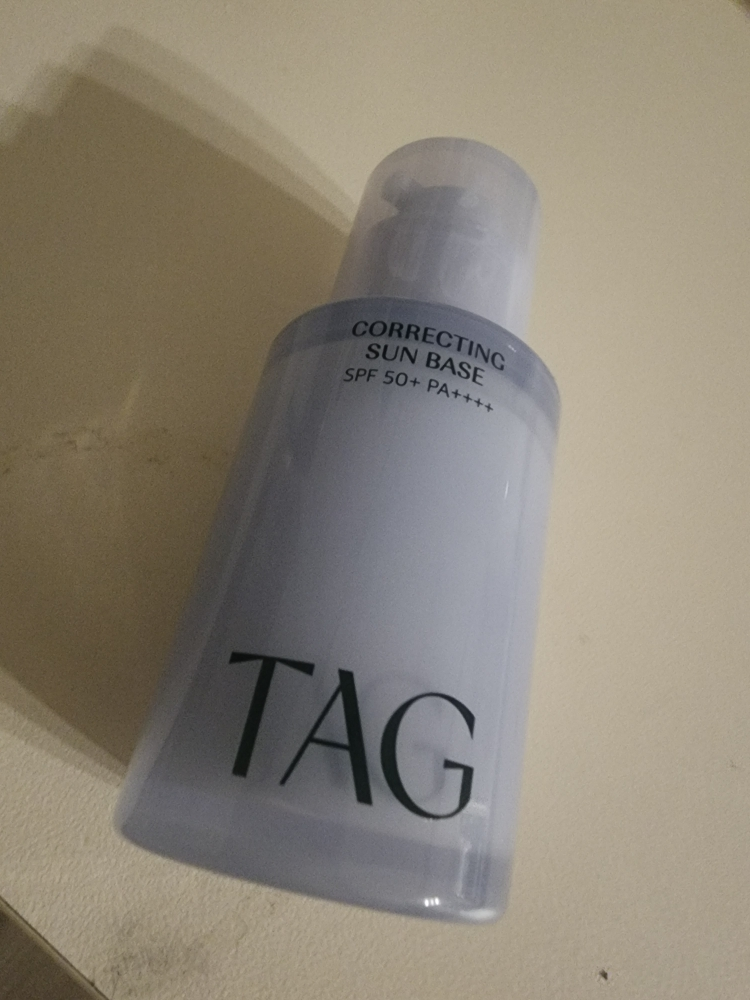 CORRECTING
SUN BASE
SPF 50+ PA++++
TAG